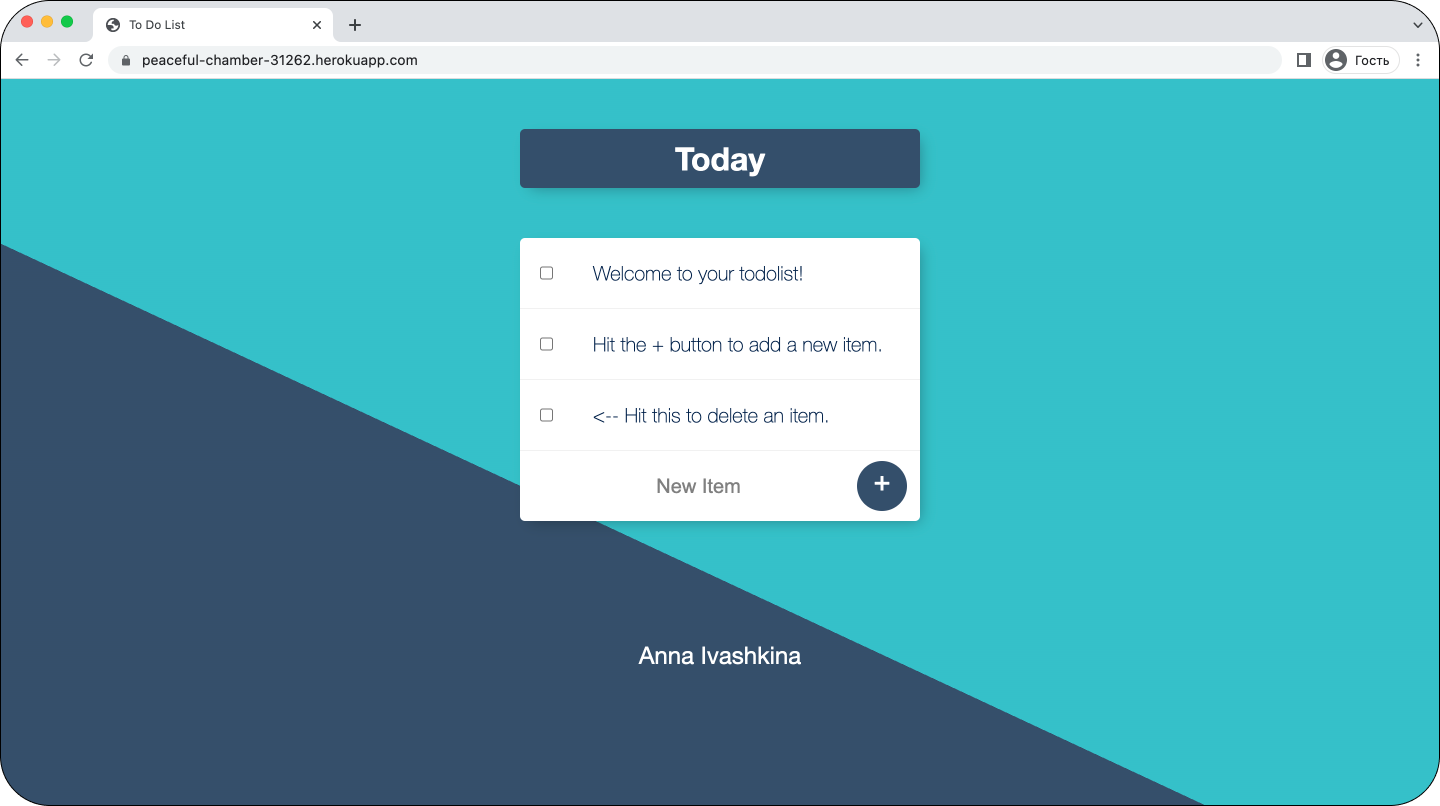 To Do List
peaceful-chamber-31262.herokuapp.com
Гость
Today
Welcome to your todolist!
Hit the + button to add a new item.
<-- Hit this to delete an item.
New Item
+
Anna Ivashkina